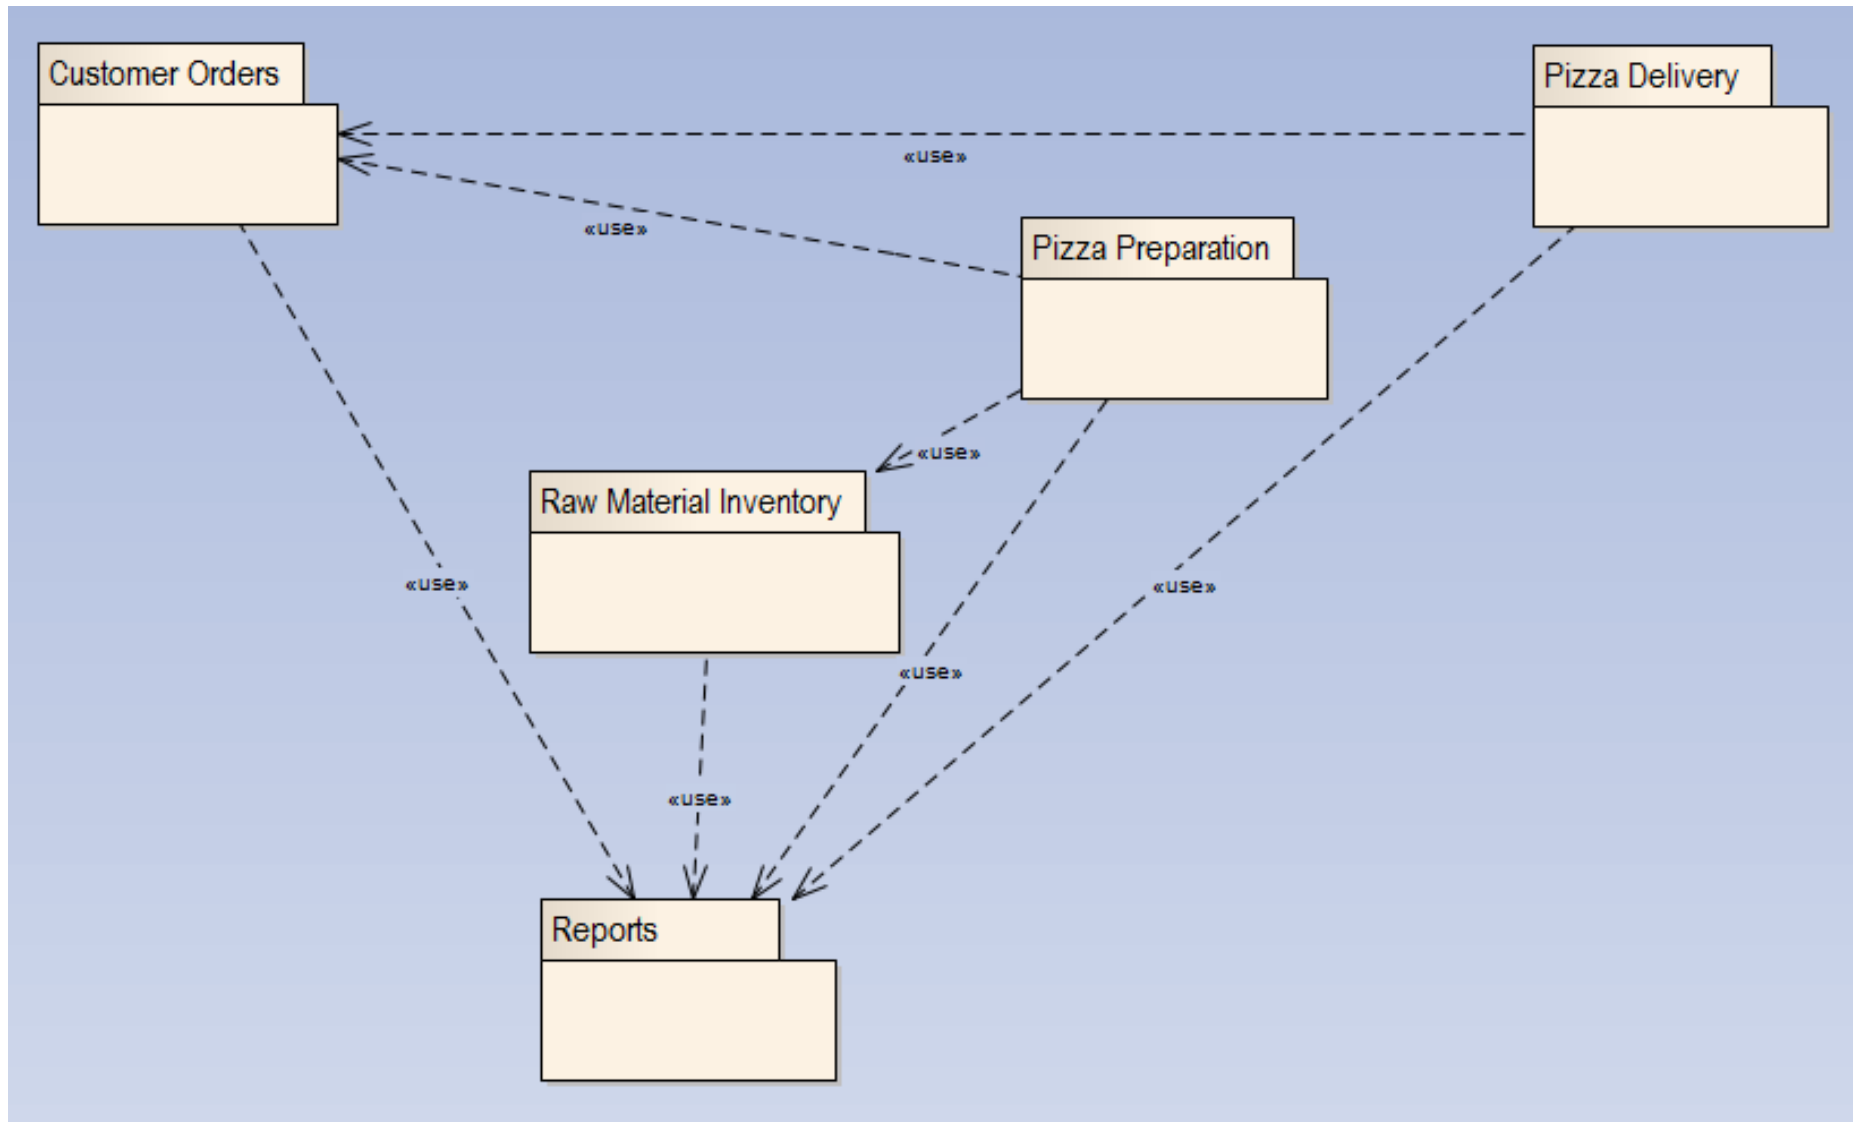 Customer Orders
Pizza Delivery
«use»
«use»
Pizza Preparation
«use»
Raw Material Inventory
«use»
«use»
«use»
«use»
Reports